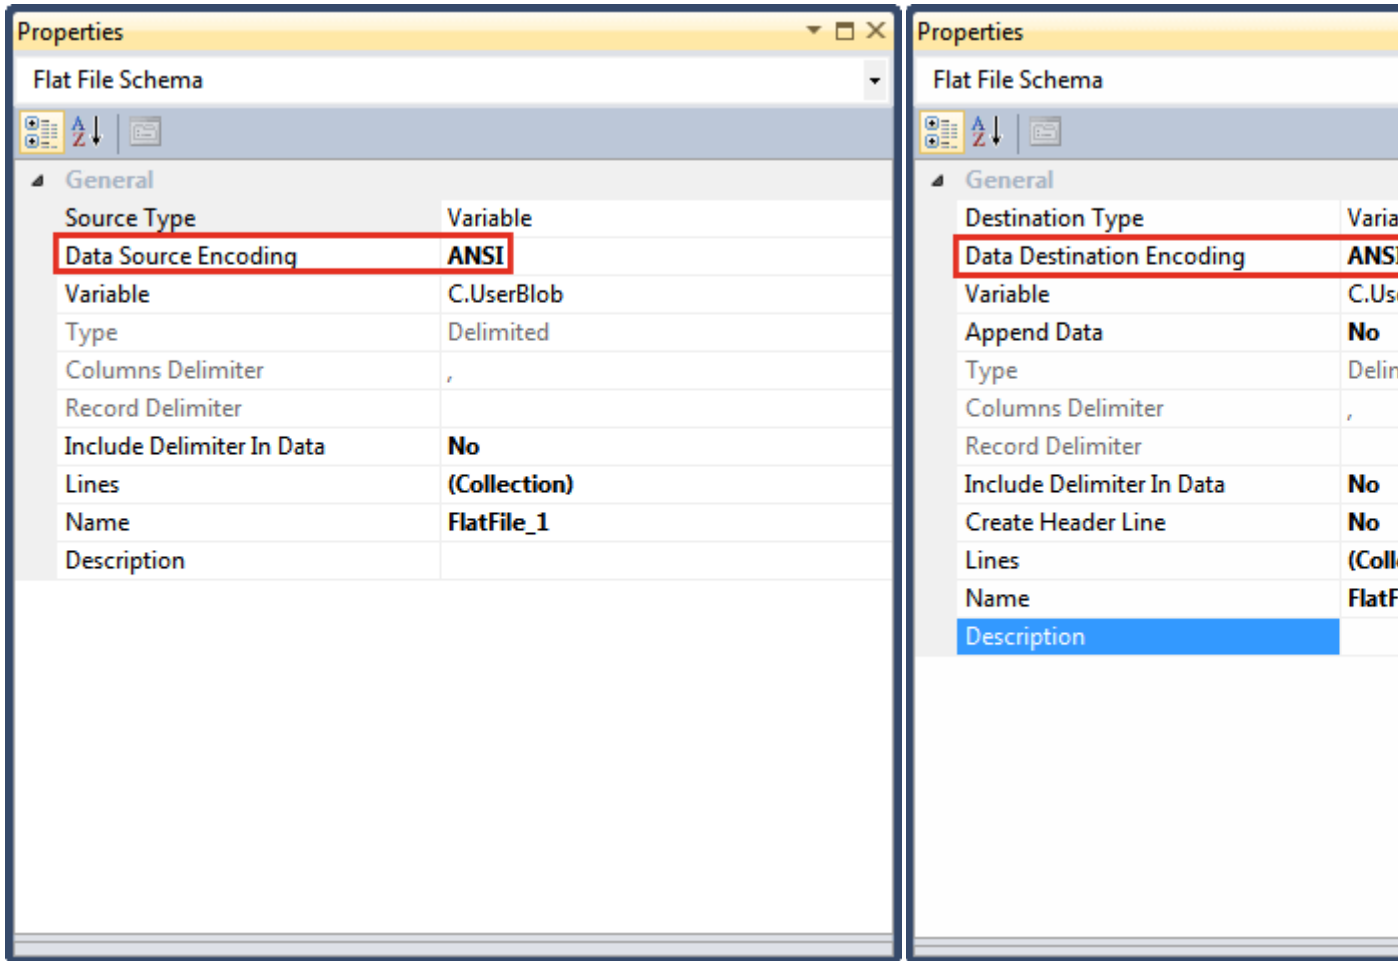 Properties
Flat File Schema
General
Source Type Variable
Data Source Encoding ANSI
Variable C.UserBlob
Type Delimited
Columns Delimiter ,
Record Delimiter
Include Delimiter In Data No
Lines (Collection)
Name FlatFile_1
Description
Properties
Flat File Schema
General
Destination Type
Data Destination Encoding ANSI
Variable
Append Data No
Type
Columns Delimiter ,
Record Delimiter
Include Delimiter In Data No
Create Header Line No
Lines
Name
Description